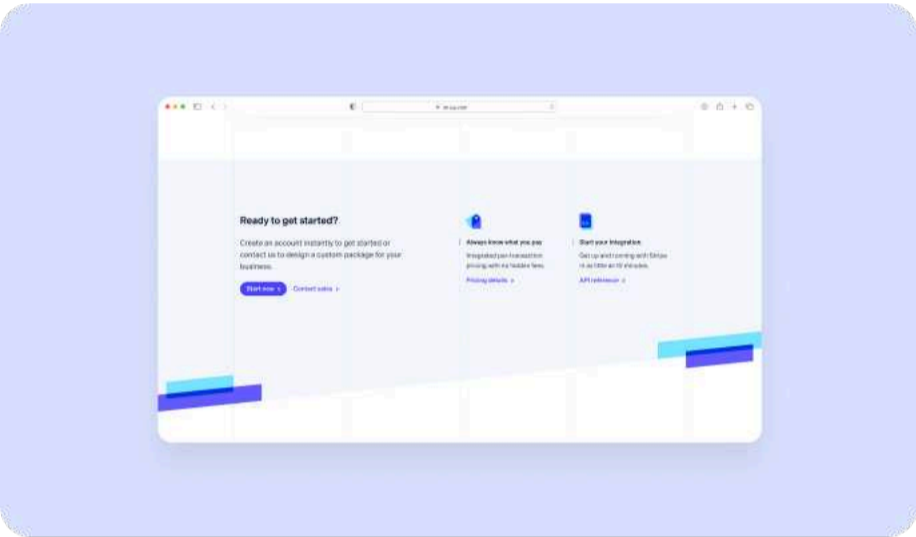 Ready to get started?
Create an account instantly to get started or
contact us to design a custom package for your
business.
Start now
Contact sales
Always know what you pay
Integrated per-transaction
pricing with no hidden fees.
Pricing details
Start your integration
Get up and running with Stripe
in as little as 10 minutes.
API reference